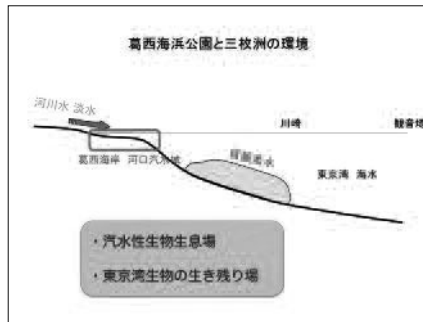 葛西海浜公園と三枚洲の環境
河川水 淡水
川崎
観音埼
葛西海岸 河口汽水域
貧酸素水
東京湾 海水
・汽水性生物生息場
・東京湾生物の生き残り場